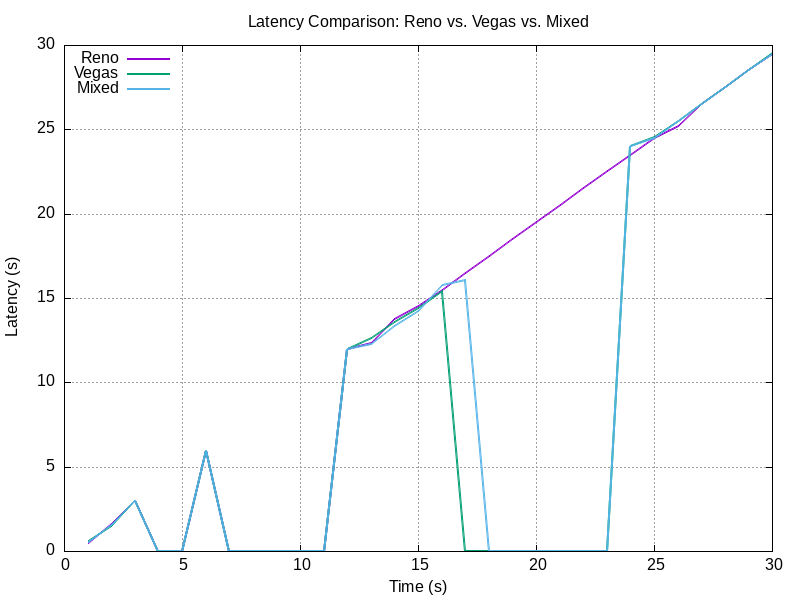 Latency Comparison: Reno vs. Vegas vs. Mixed
Reno
Vegas
Mixed
Latency (s)
30
25
20
15
10
5
0
0 5 10 15 20 25 30
Time (s)